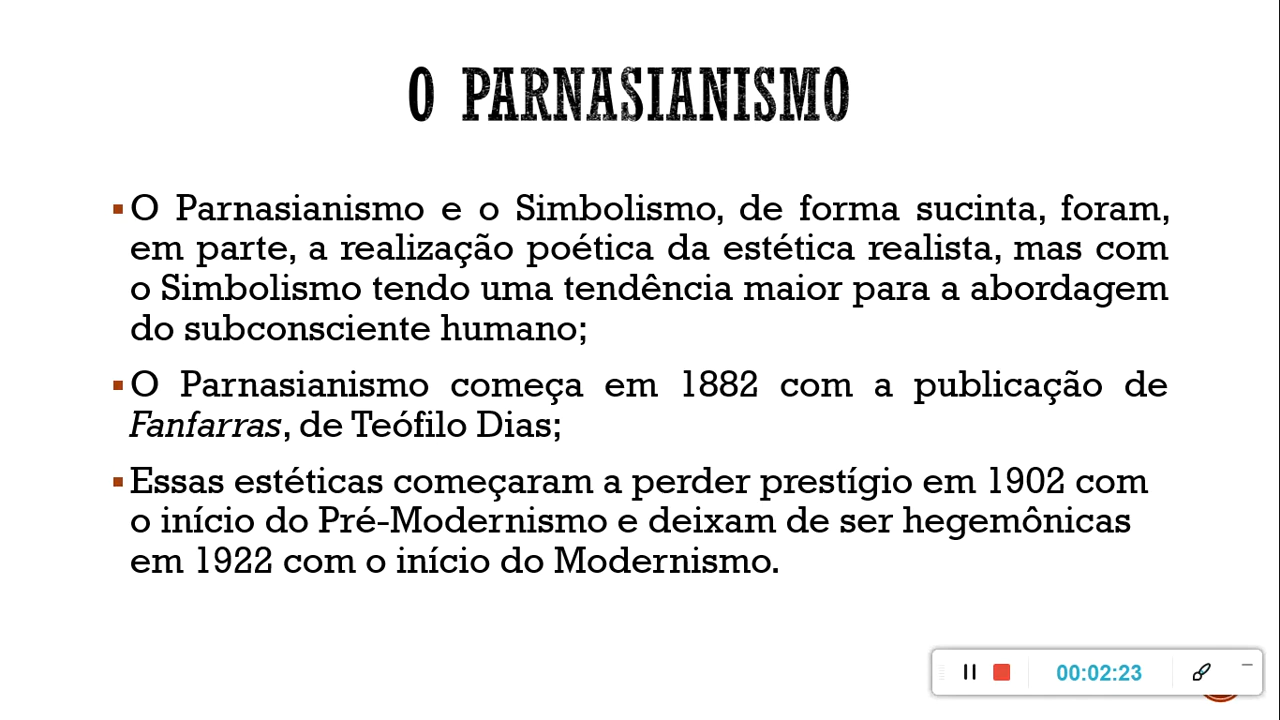 O PARNASIANISMO
▪O Parnasianismo e o Simbolismo, de forma sucinta, foram,
em parte, a realização poética da estética realista, mas com
o Simbolismo tendo uma tendência maior para a abordagem
do subconsciente humano;
▪O Parnasianismo começa em 1882 com a publicação de
Fanfarras, de Teófilo Dias;
▪Essas estéticas começaram a perder prestígio em 1902 com
o início do Pré-Modernismo e deixam de ser hegemônicas
em 1922 com o início do Modernismo.
00:02:23